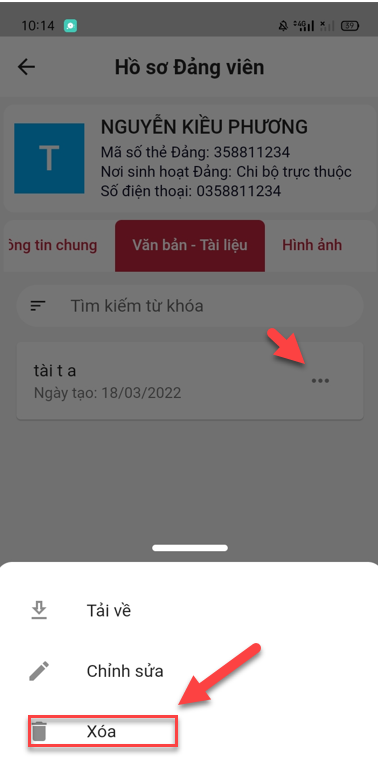 10:14
4G
39
Hồ sơ Đảng viên
T
NGUYỄN KIỀU PHƯƠNG
Mã số thẻ Đảng: 358811234
Nơi sinh hoạt Đảng: Chi bộ trực thuộc
Số điện thoại: 0358811234
ông tin chung
Văn bản - Tài liệu
Hình ảnh
Tìm kiếm từ khóa
tài t a
Ngày tạo: 18/03/2022
Tải về
Chỉnh sửa
Xóa